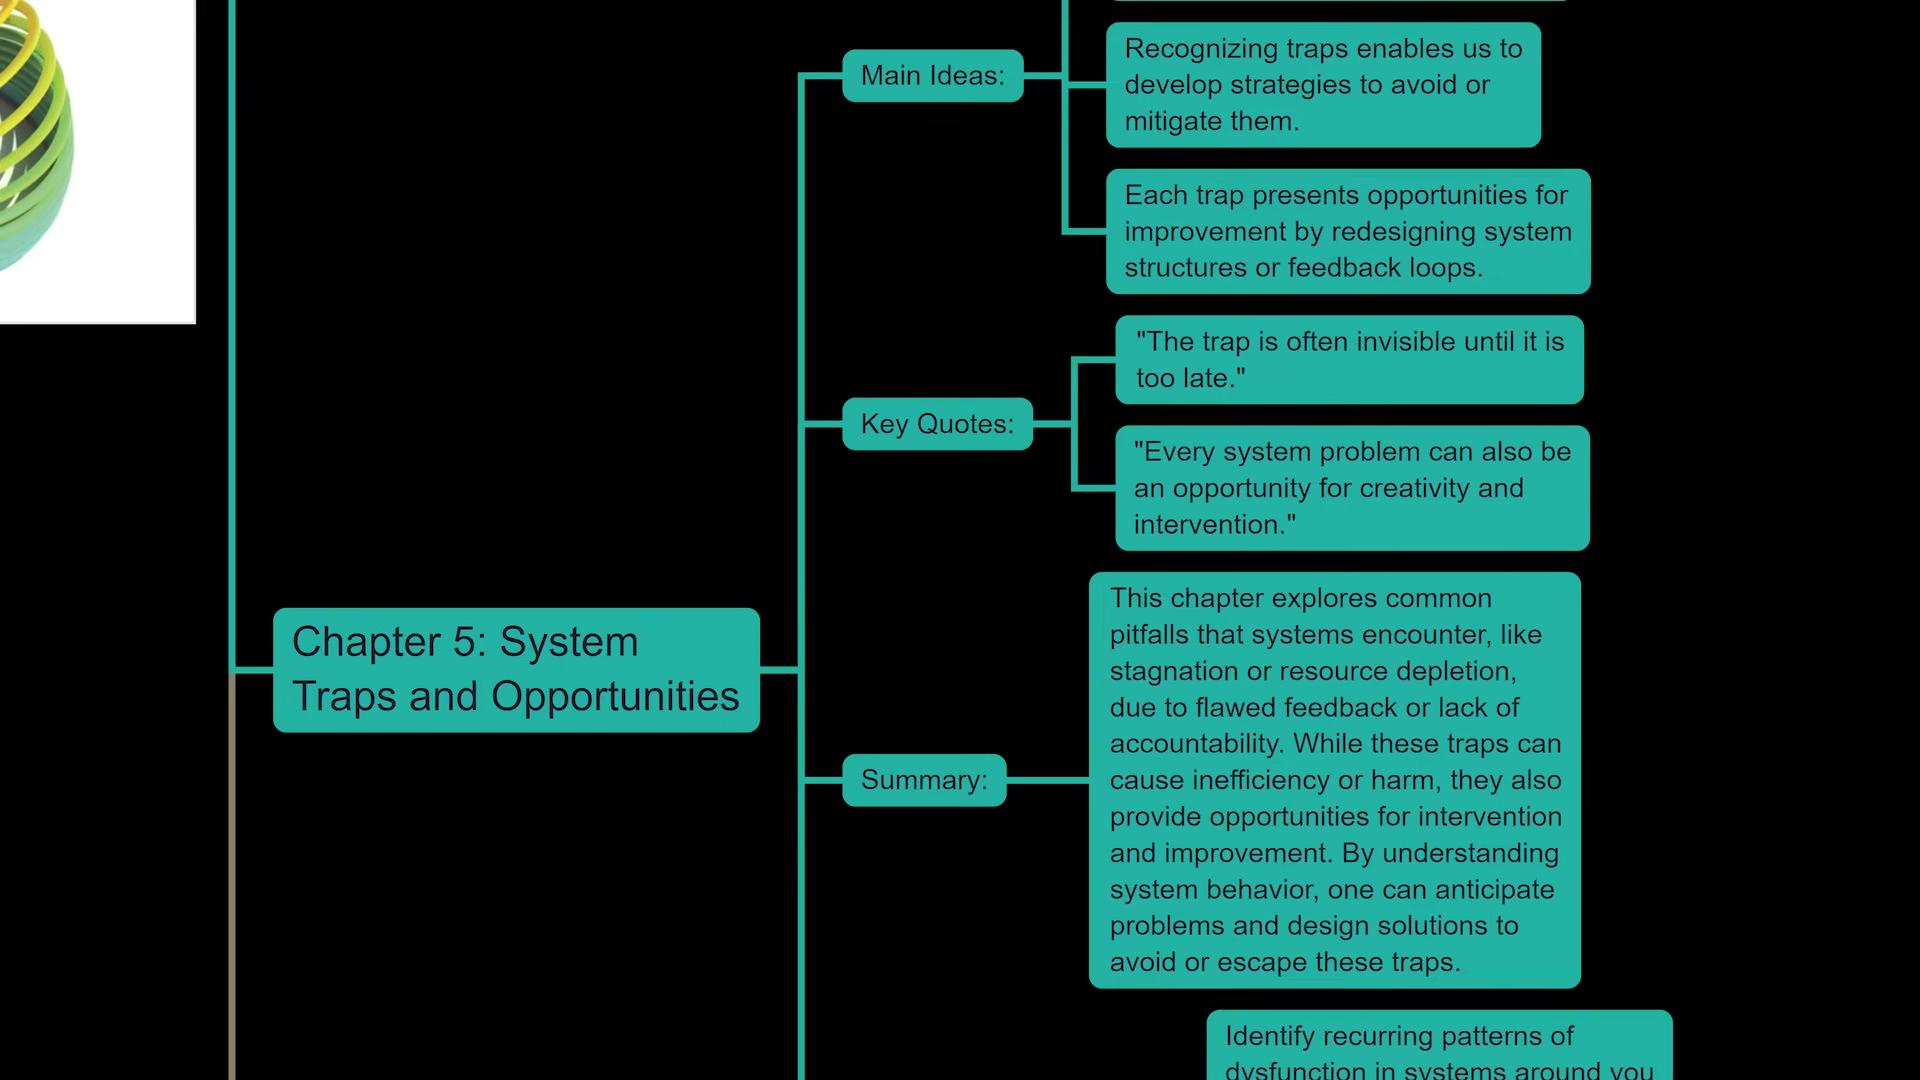 Main Ideas:
Recognizing traps enables us to
develop strategies to avoid or
mitigate them.
Each trap presents opportunities for
improvement by redesigning system
structures or feedback loops.
Key Quotes:
"The trap is often invisible until it is
too late."
"Every system problem can also be
an opportunity for creativity and
intervention."
Chapter 5: System
Traps and Opportunities
Summary:
This chapter explores common
pitfalls that systems encounter, like
stagnation or resource depletion,
due to flawed feedback or lack of
accountability. While these traps can
cause inefficiency or harm, they also
provide opportunities for intervention
and improvement. By understanding
system behavior, one can anticipate
problems and design solutions to
avoid or escape these traps.
Identify recurring patterns of
dysfunction in systems around you